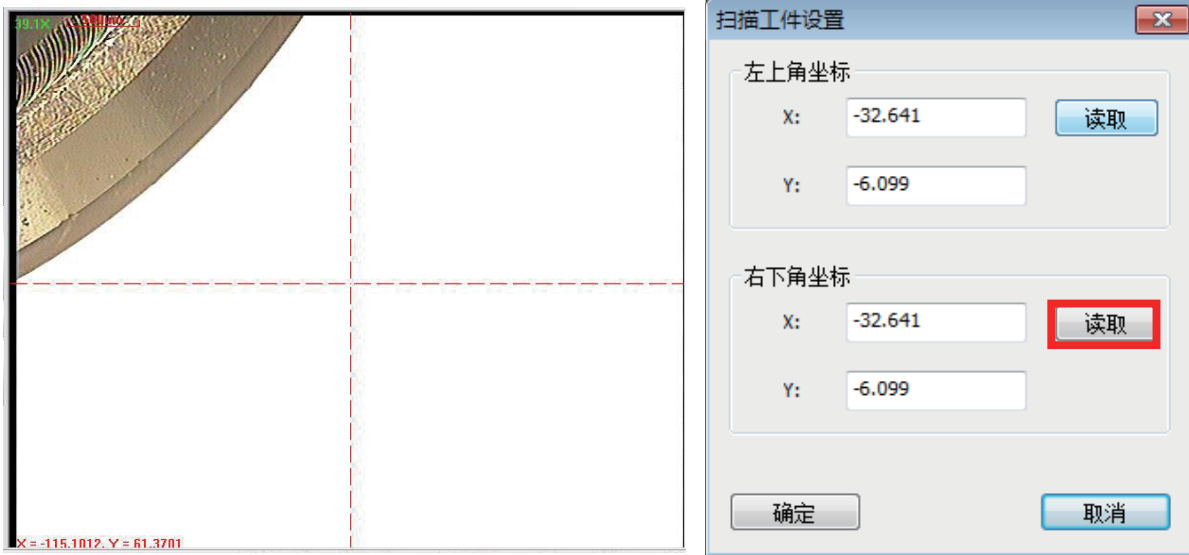 39.1X
X = -115.1012, Y = 61.3701
扫描工件设置
左上角坐标
X: -32.641 读取
Y: -6.099
右下角坐标
X: -32.641 读取
Y: -6.099
确定 取消